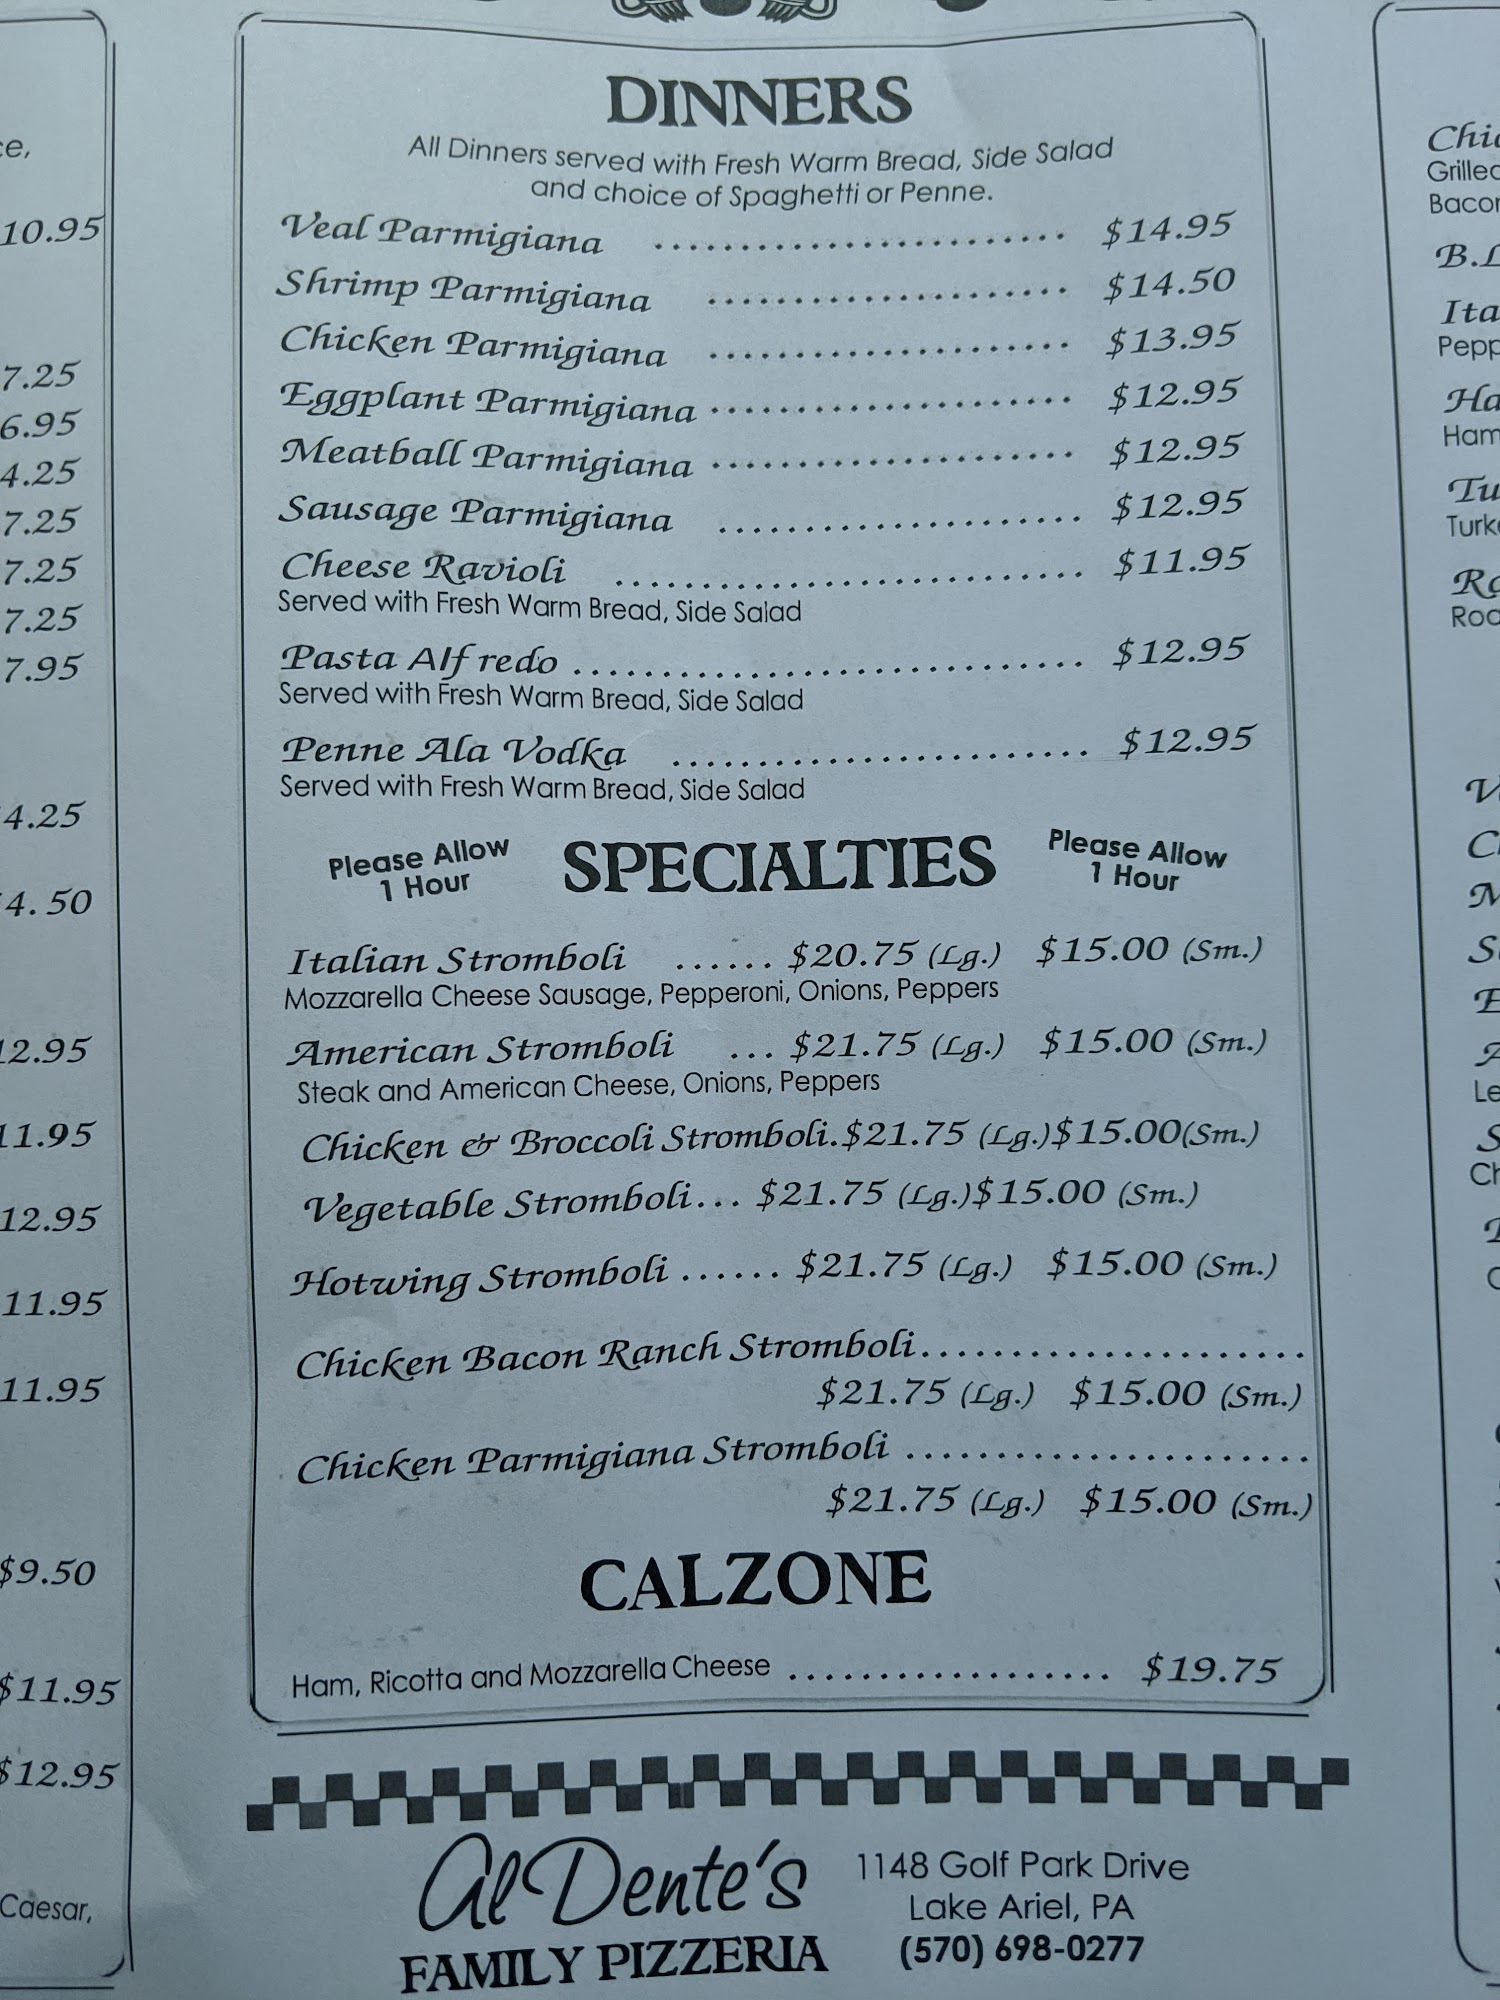 ce,
10.95
7.25
6.95
4.25
7.25
7.25
7.25
7.95
4.25
4.50
12.95
11.95
12.95
11.95
11.95
$9.50
$11.95
$12.95
Caesar,
DINNERS
All Dinners served with Fresh Warm Bread, Side Salad
and choice of Spaghetti or Penne.
Veal Parmigiana ........................ $14.95
Shrimp Parmigiana ..................... $14.50
Chicken Parmigiana ..................... $13.95
Eggplant Parmigiana ..................... $12.95
Meatball Parmigiana ..................... $12.95
Sausage Parmigiana ..................... $12.95
Cheese Ravioli ........................... $11.95
Served with Fresh Warm Bread, Side Salad
Pasta Alfredo ............................. $12.95
Served with Fresh Warm Bread, Side Salad
Penne Ala Vodka ........................ $12.95
Served with Fresh Warm Bread, Side Salad
Please Allow
1 Hour
SPECIALTIES
Please Allow
1 Hour
Italian Stromboli ...... $20.75 (Lg.) $15.00 (Sm.)
Mozzarella Cheese Sausage, Pepperoni, Onions, Peppers
American Stromboli ... $21.75 (Lg.) $15.00 (Sm.)
Steak and American Cheese, Onions, Peppers
Chicken & Broccoli Stromboli.$21.75 (Lg.)$15.00(Sm.)
Vegetable Stromboli... $21.75 (Lg.)$15.00 (Sm.)
Hotwing Stromboli ...... $21.75 (Lg.) $15.00 (Sm.)
Chicken Bacon Ranch Stromboli......................
$21.75 (Lg.) $15.00 (Sm.)
Chicken Parmigiana Stromboli ......................
$21.75 (Lg.) $15.00 (Sm.)
CALZONE
Ham, Ricotta and Mozzarella Cheese .................. $19.75
Al Dente's
FAMILY PIZZERIA
1148 Golf Park Drive
Lake Ariel, PA
(570) 698-0277
Grilled
Bacon
B.L
Ita
Pepp
Ha
Ham
Tu
Turke
Ro